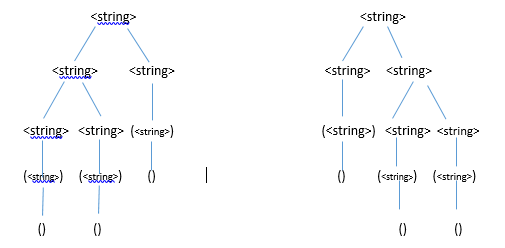 <string> <string>
<string> <string> <string> <string>
<string> <string> (<string>) (<string>) <string> <string>
(<string>) (<string>) () () (<string>) (<string>)
() () () ()